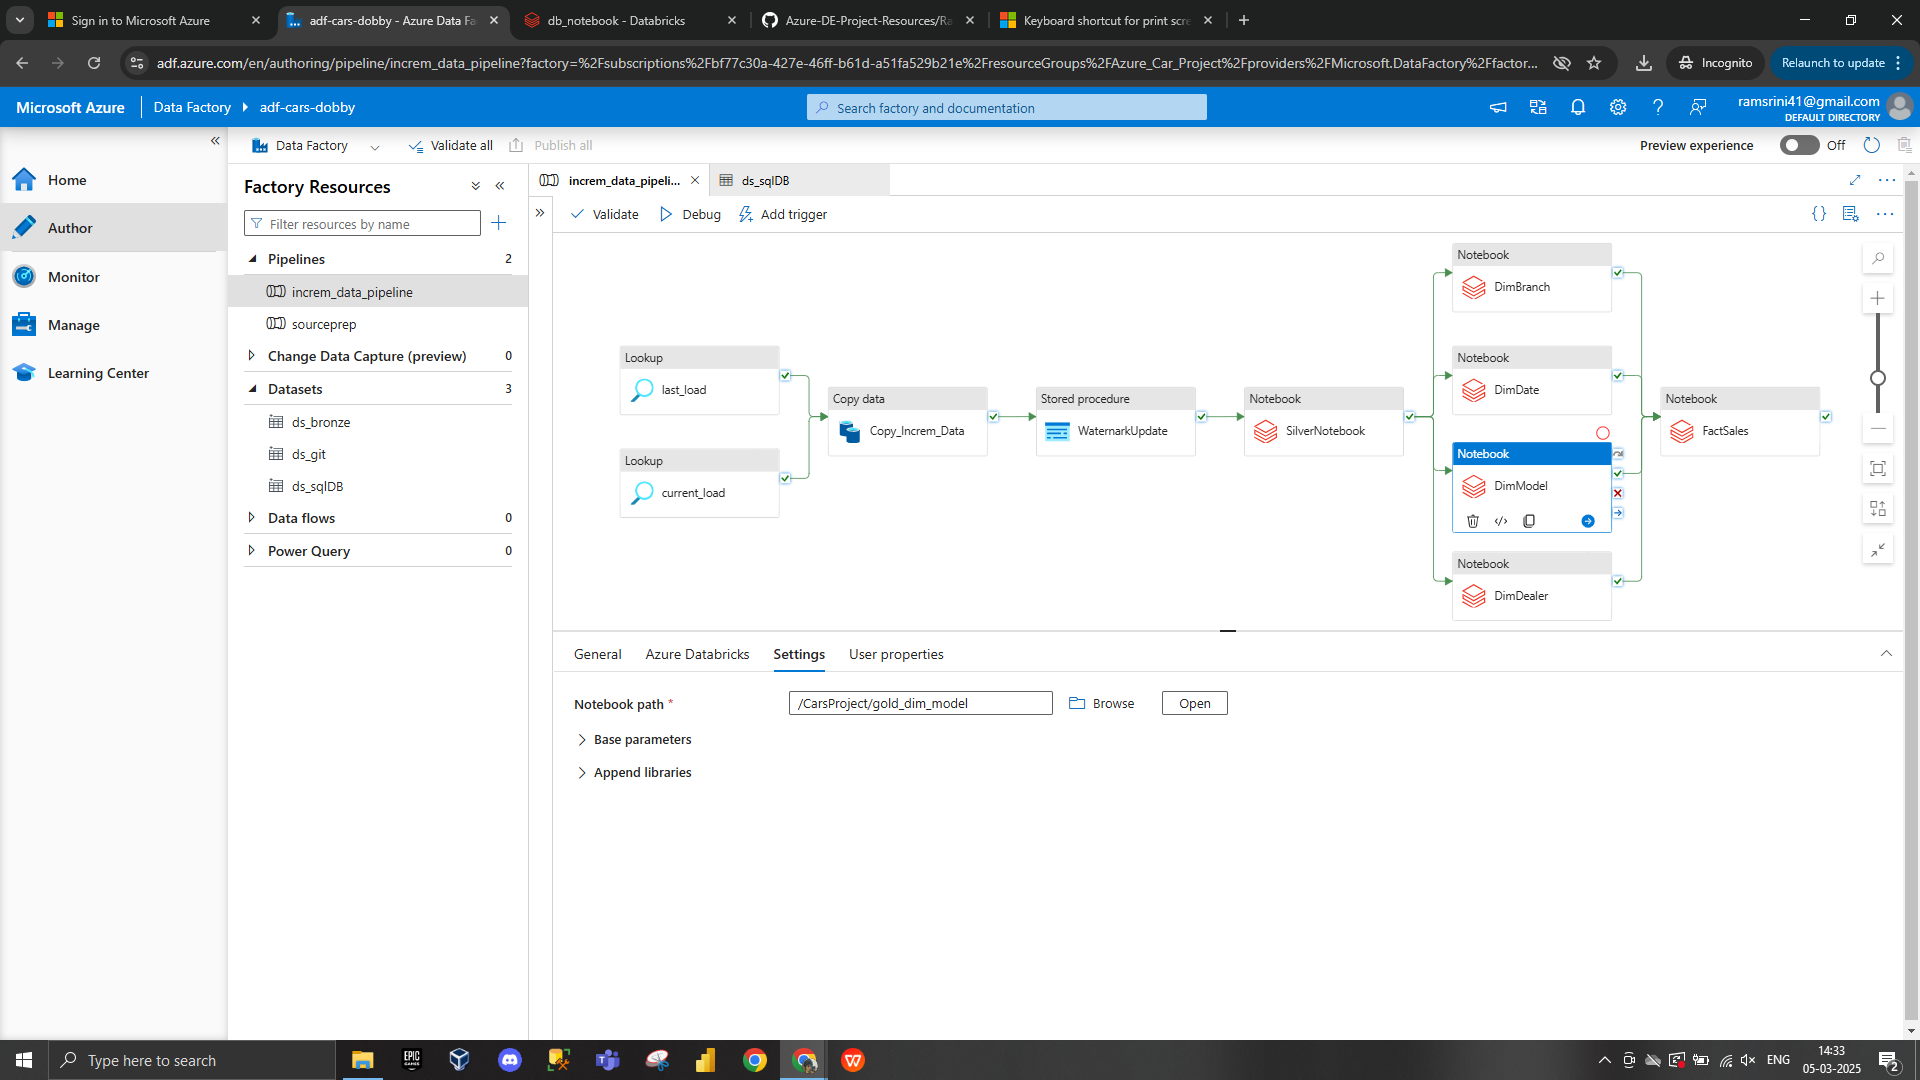 Sign in to Microsoft Azure
adf-cars-dobby - Azure Data Fa
db_notebook - Databricks
Azure-DE-Project-Resources/Ra
Keyboard shortcut for print scre
adf.azure.com/en/authoring/pipeline/increm_data_pipeline?factory=%2Fsubscriptions%2Fbf77c30a-427e-46ff-b61d-a51fa529b21e%2FresourceGroups%2FAzure_Car_Project%2Fproviders%2FMicrosoft.DataFactory%2Ffactor...
Incognito
Relaunch to update
Microsoft Azure
Data Factory
adf-cars-dobby
Search factory and documentation
ramsrini41@gmail.com
DEFAULT DIRECTORY
Data Factory
Validate all
Publish all
Preview experience
Off
Home
Author
Monitor
Manage
Learning Center
Factory Resources
Filter resources by name
Pipelines 2
increm_data_pipeline
sourceprep
Change Data Capture (preview) 0
Datasets 3
ds_bronze
ds_git
ds_sqlDB
Data flows 0
Power Query 0
increm_data_pipeli...
ds_sqlDB
Validate
Debug
Add trigger
Lookup
last_load
Lookup
current_load
Copy data
Copy_Increm_Data
Stored procedure
WaternarkUpdate
Notebook
SilverNotebook
Notebook
DimBranch
Notebook
DimDate
Notebook
DimModel
Notebook
DimDealer
Notebook
FactSales
General
Azure Databricks
Settings
User properties
Notebook path *
/CarsProject/gold_dim_model
Browse
Open
Base parameters
Append libraries
Type here to search
EPIC GAMES
ENG
14:33
05-03-2025
2